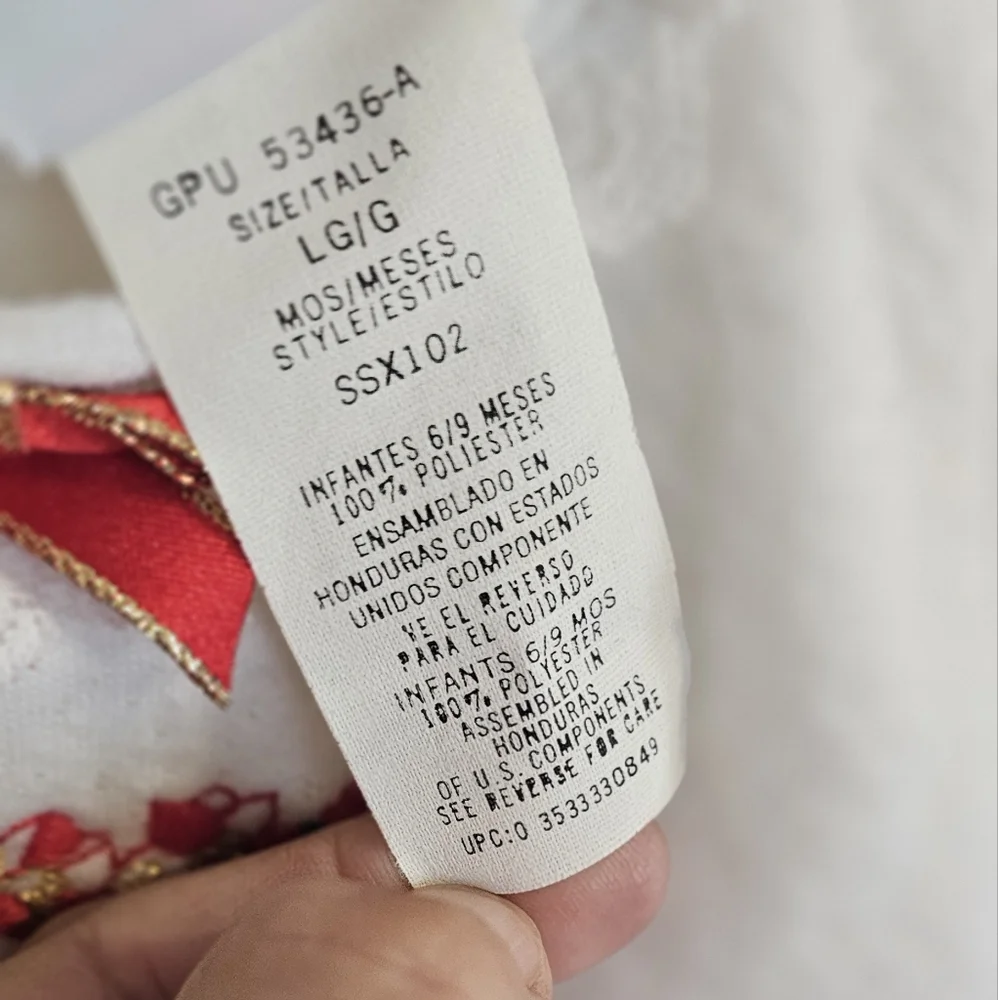 GPU 53436-A
SIZE/TALLA
LG/G
MOS/MESES
STYLE/ESTILO
SSX102
INFANTES 6/9 MESES
100% POLIESTER
ENSAMBLADO EN
HONDURAS CON ESTADOS
UNIDOS COMPONENTE
VE EL REVERSO
PARA EL CUIDADO
INFANTS 6/9 MOS
100% POLYESTER
ASSEMBLED IN
HONDURAS
OF U.S. COMPONENTS
SEE REVERSE FOR CARE
UPC:0 3533330849